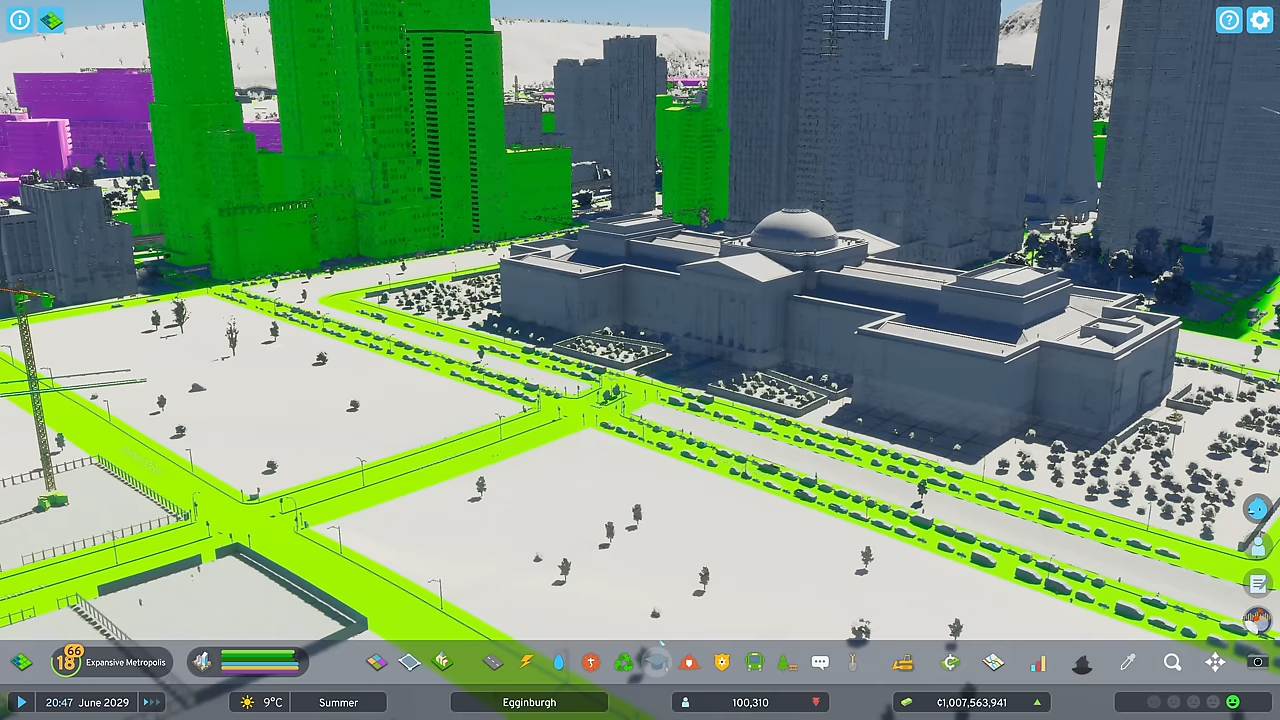 ?
66
18
Expansive Metropolis
20:47 June 2029
9°C
Summer
Egginburgh
100,310
¢1,007,563,941